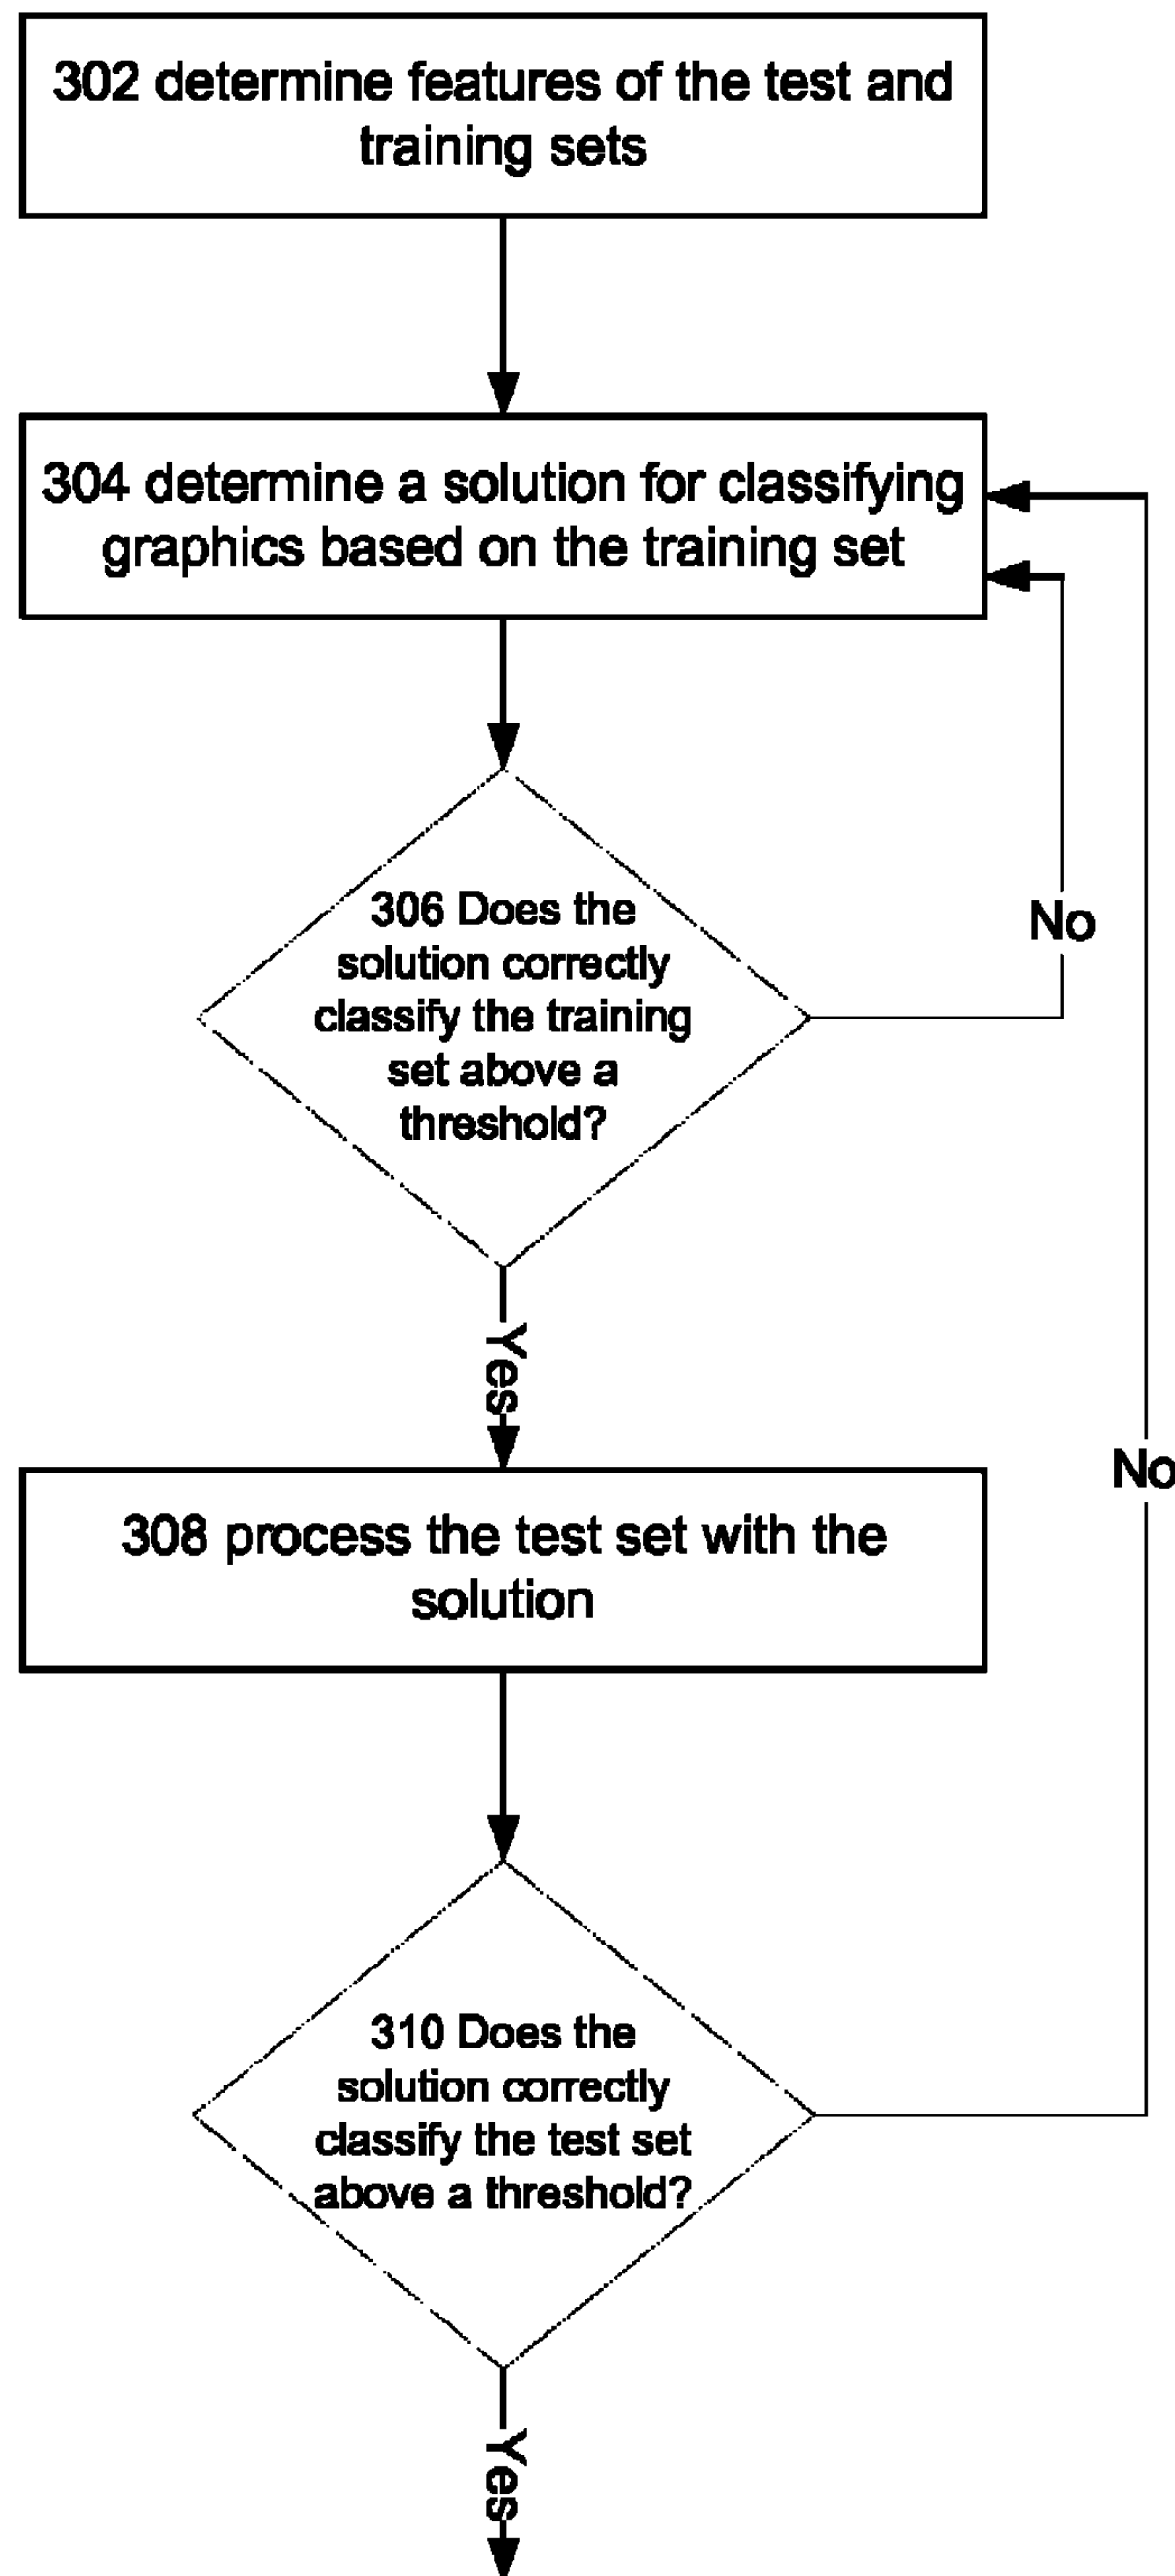 302 determine features of the test and
training sets
304 determine a solution for classifying
graphics based on the training set
306 Does the
solution correctly
classify the training
set above a
threshold?
No
Yes
308 process the test set with the
solution
No
310 Does the
solution correctly
classify the test set
above a threshold?
Yes